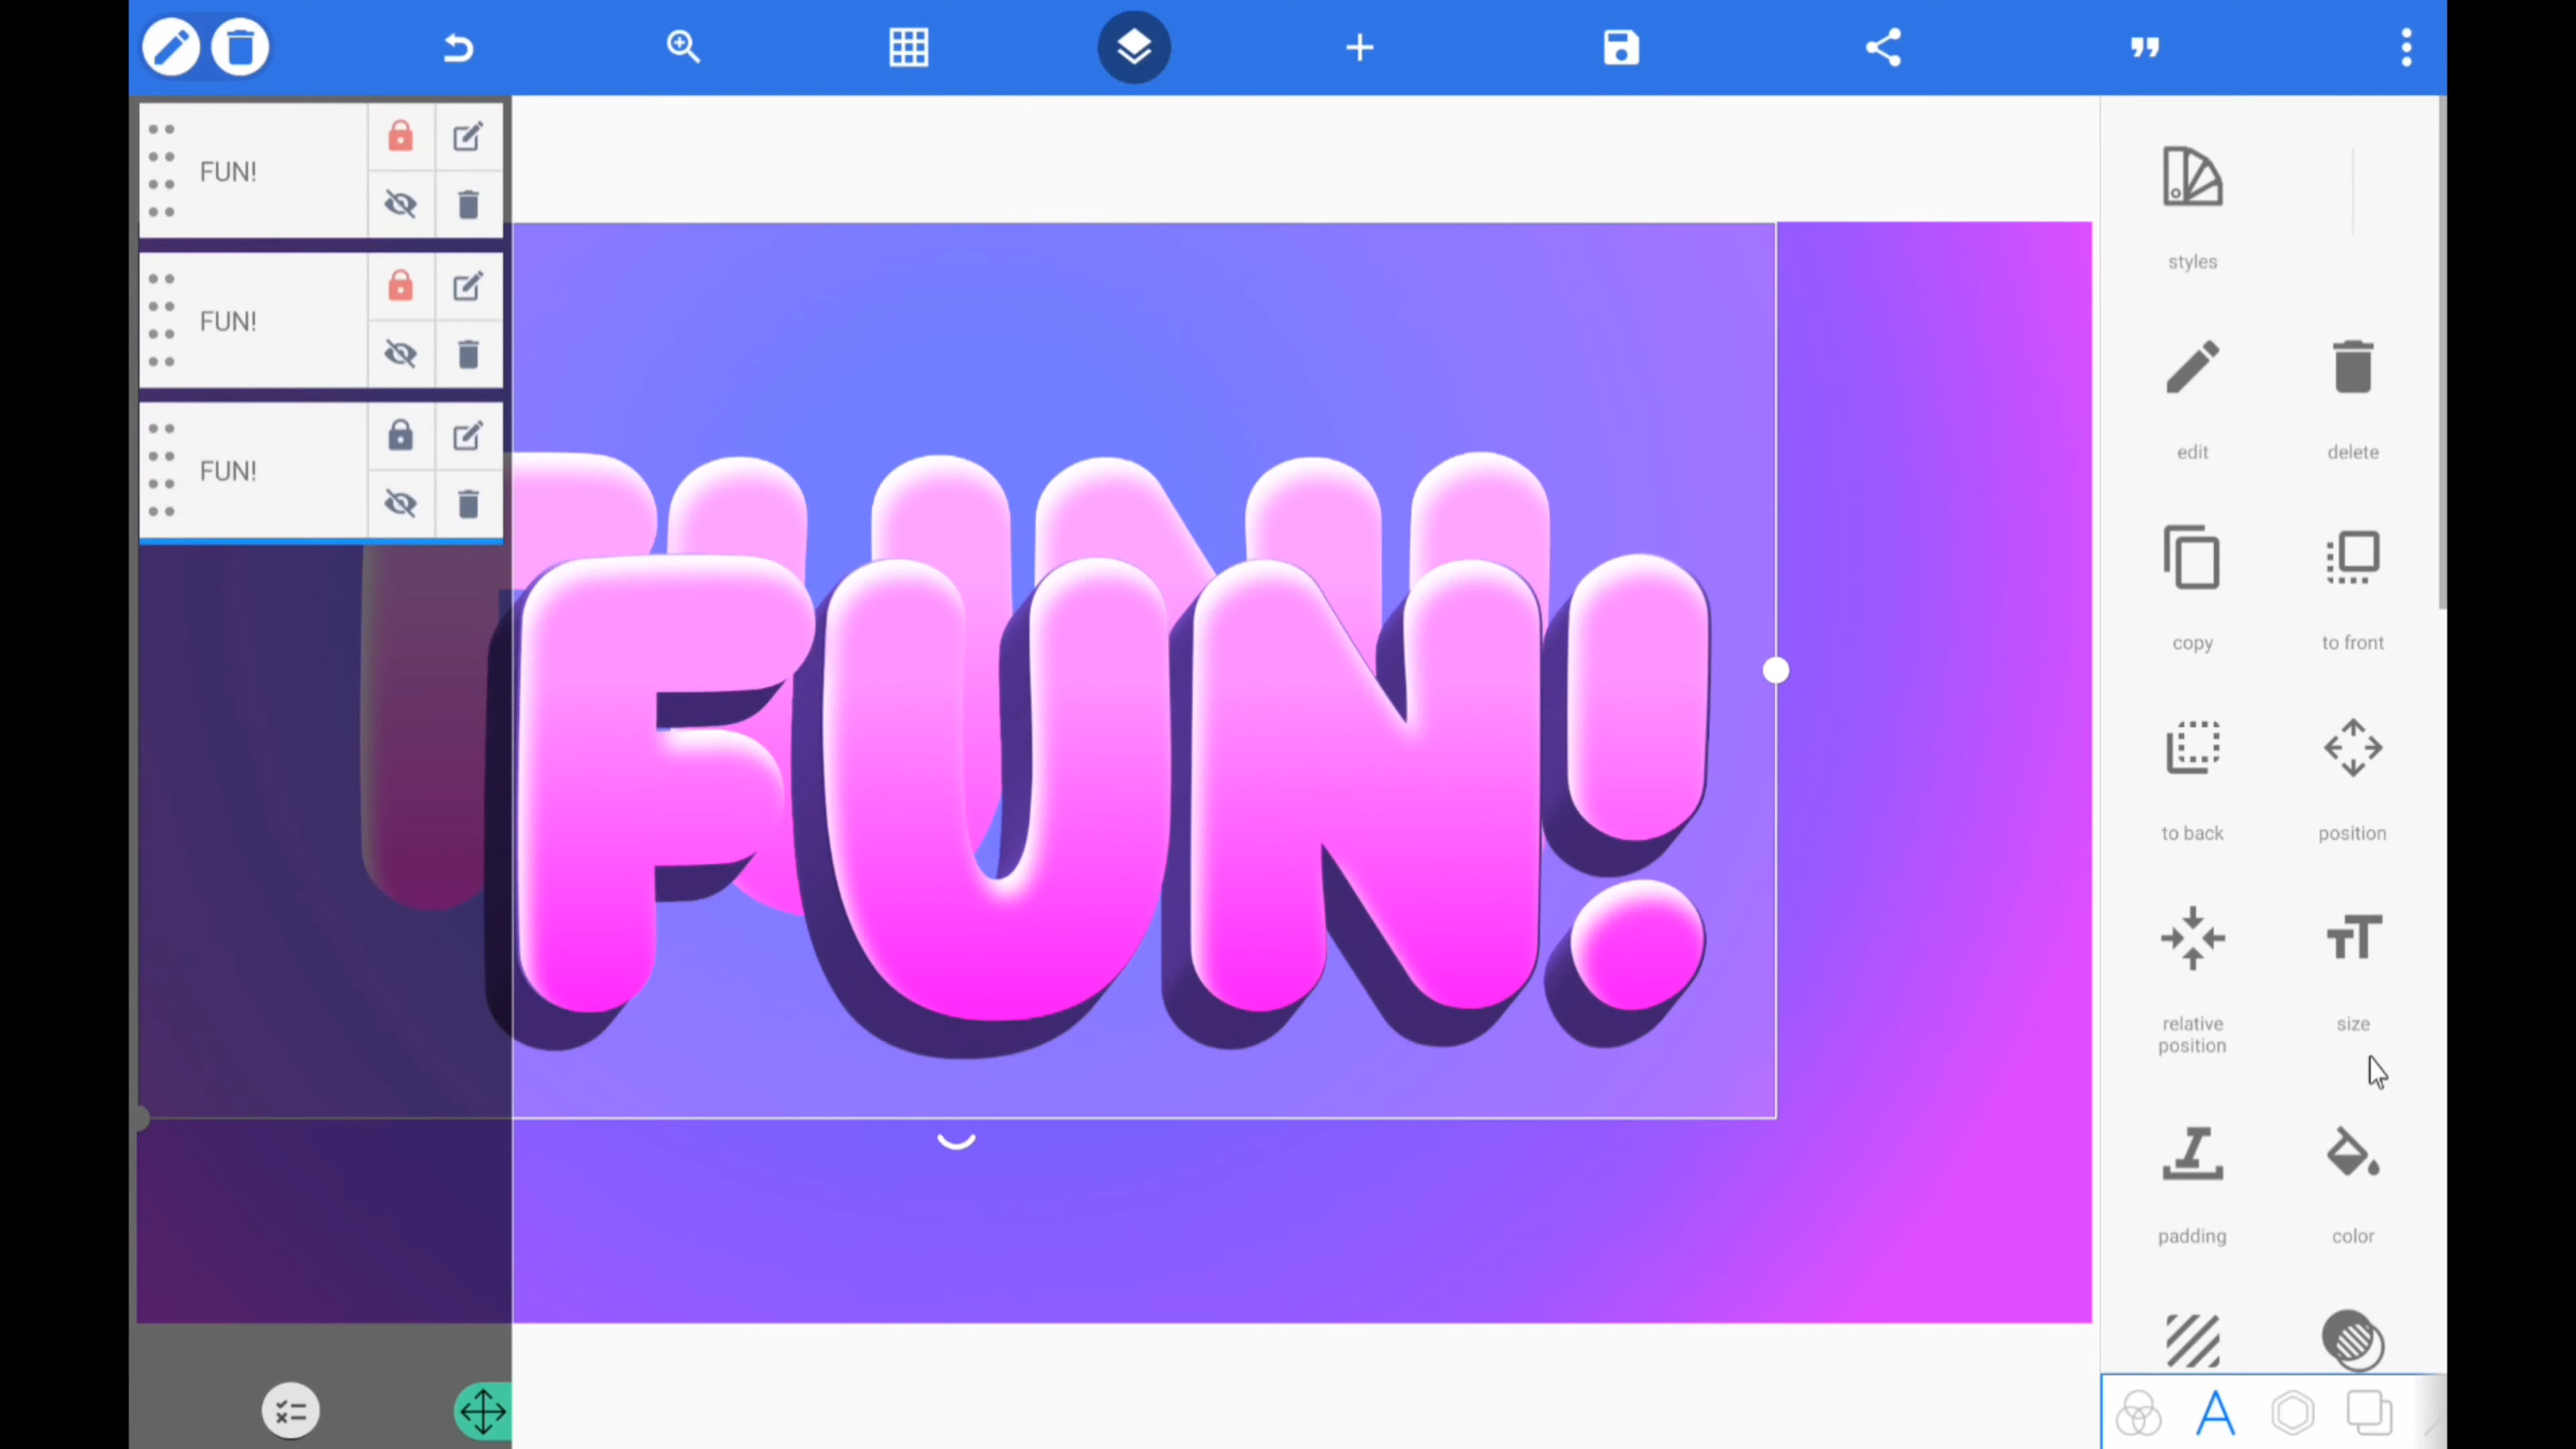 FUN!
FUN!
FUN!
FUN!
styles
edit
delete
copy
to front
to back
position
relative
position
size
padding
color